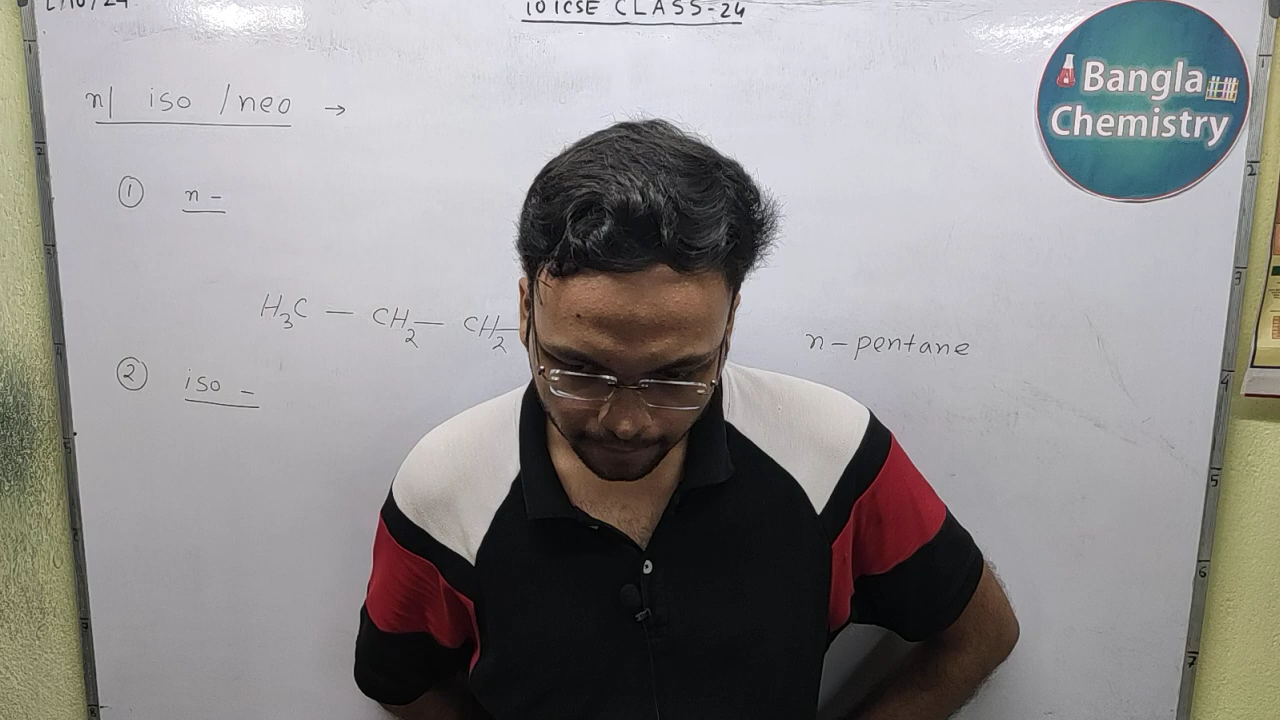 10 ICSE CLASS-24
Bangla
Chemistry
n/ iso /neo →
① n-
H₃C — CH₂ — CH₂ —
n-pentane
② iso -